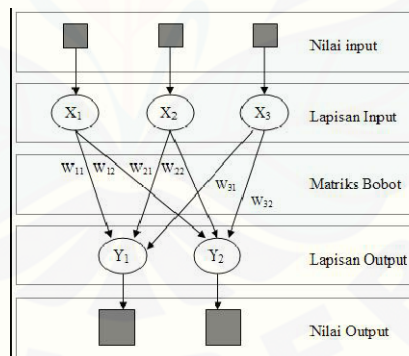 Nilai input
X1 X2 X3 Lapisan Input
W11 W12 W21 W22 W31 W32 Matriks Bobot
Y1 Y2 Lapisan Output
Nilai Output